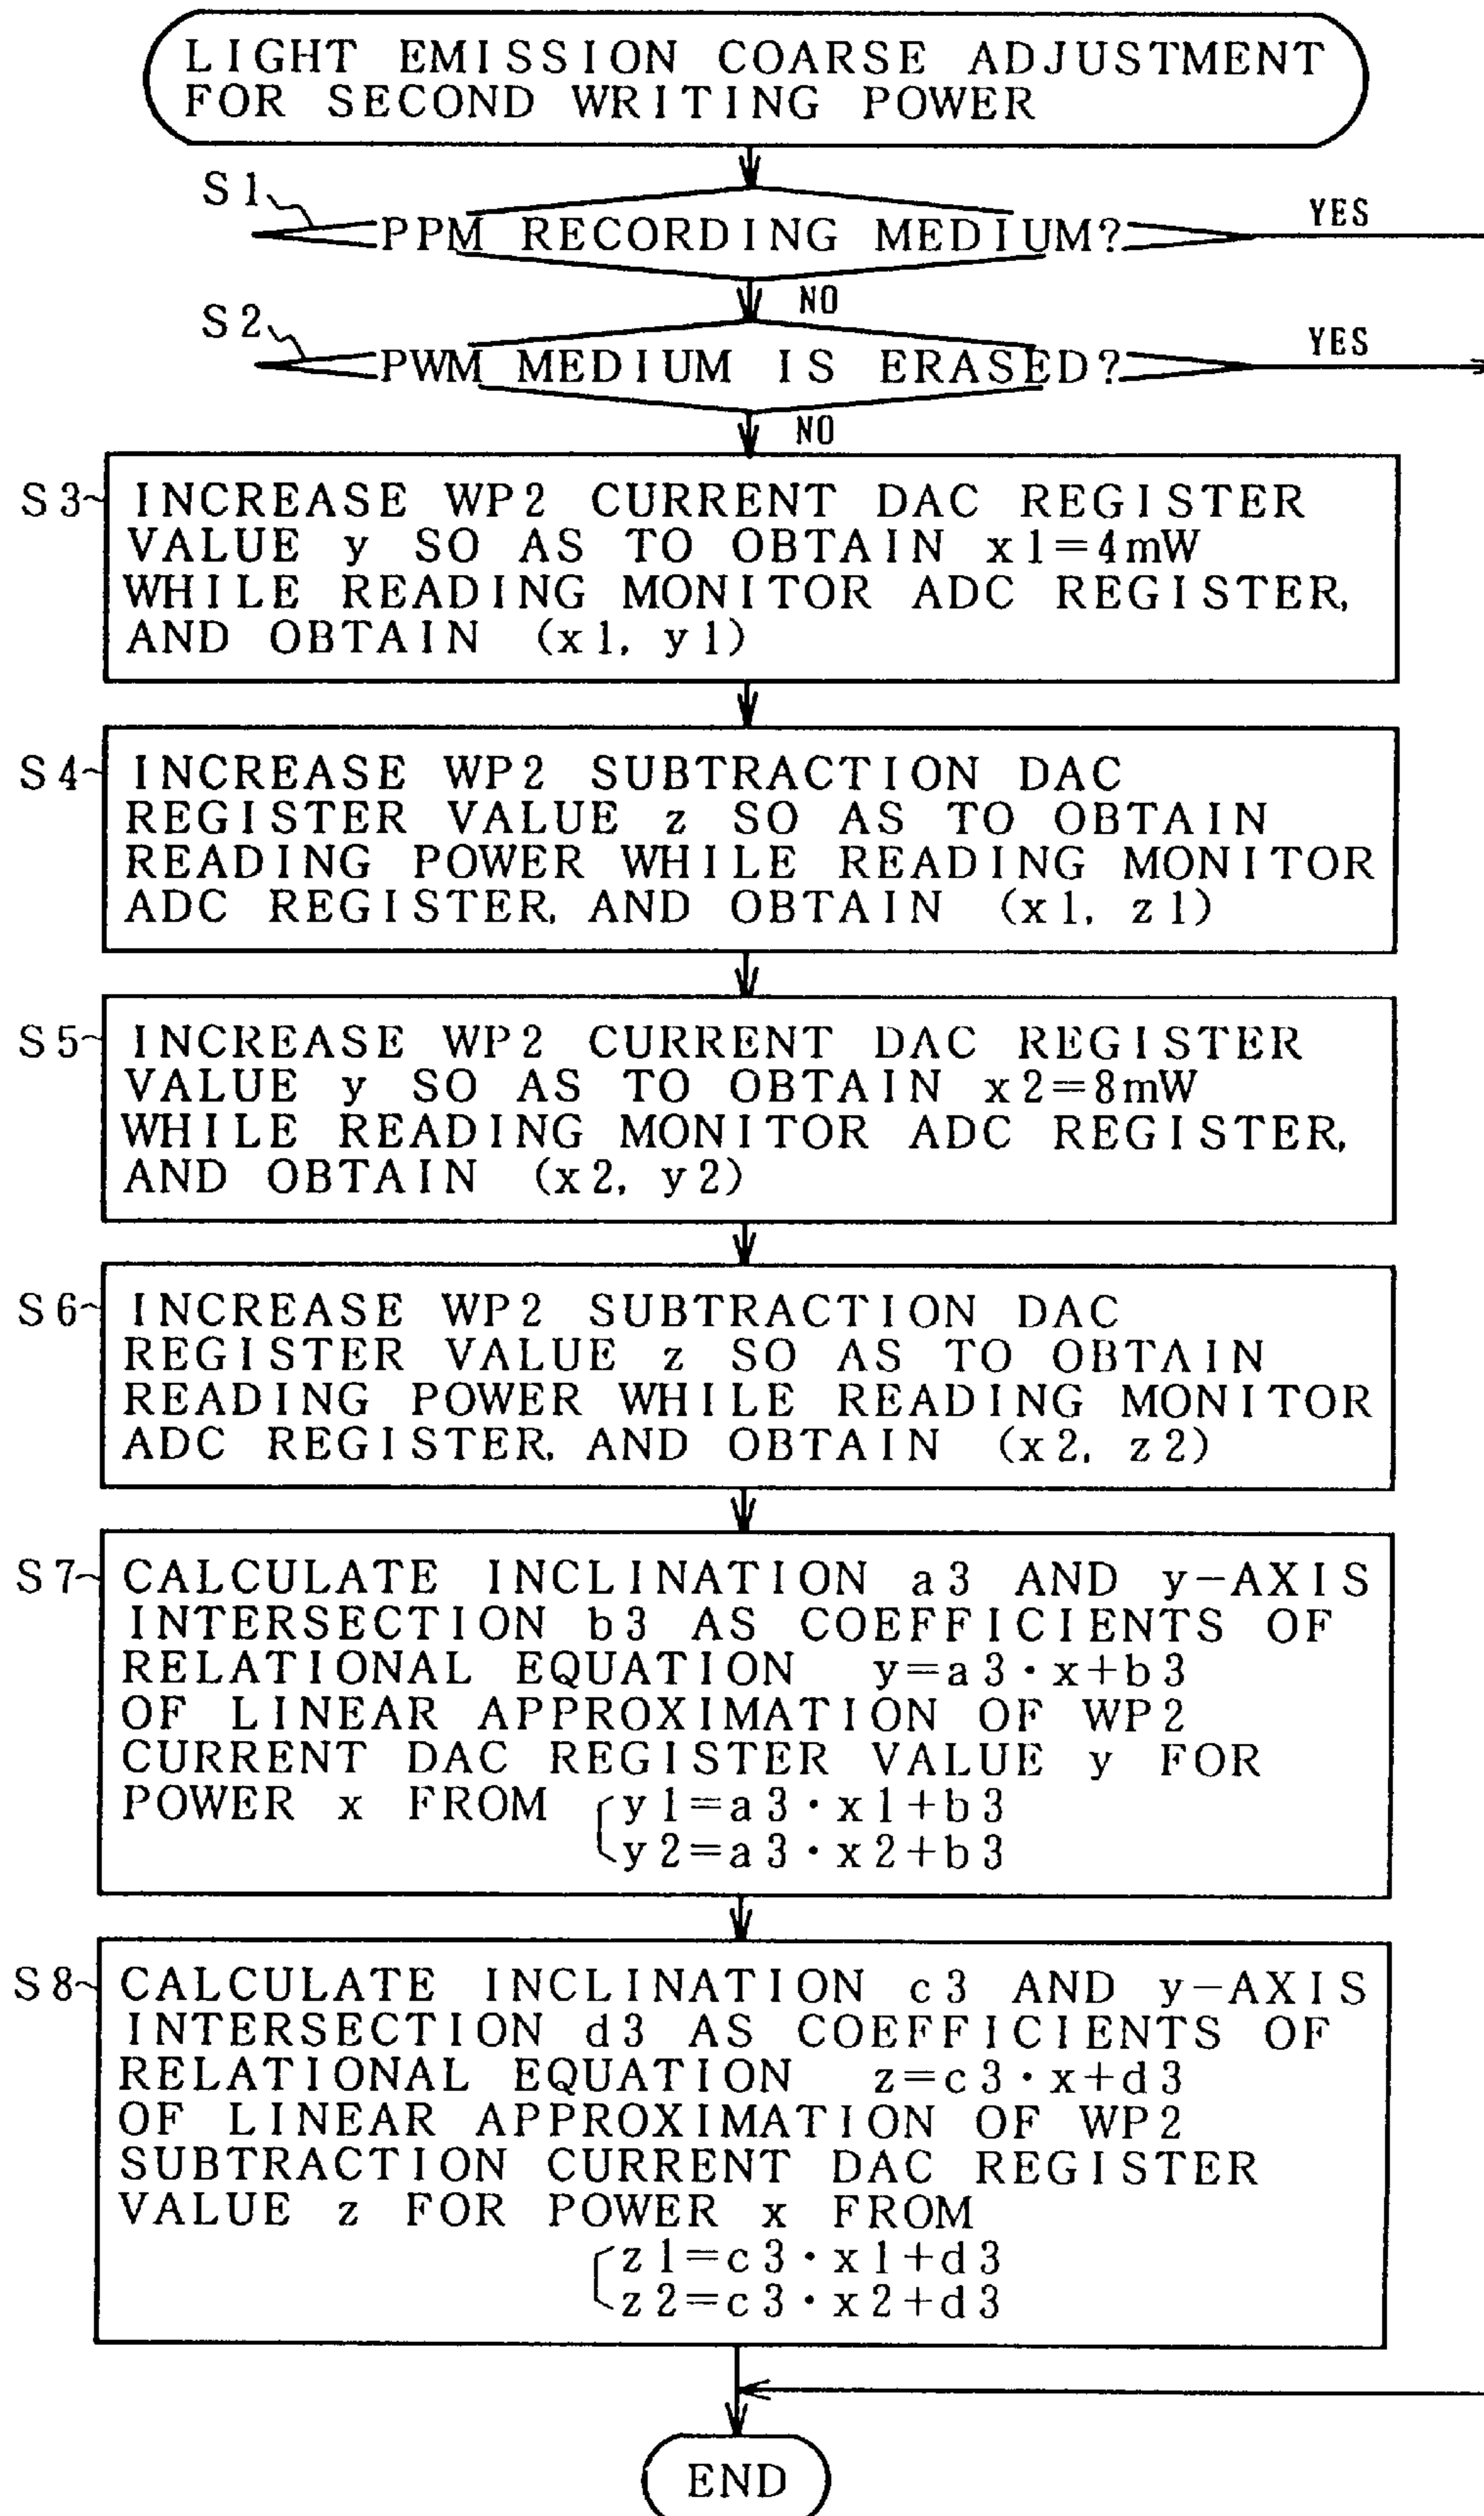 LIGHT EMISSION COARSE ADJUSTMENT
FOR SECOND WRITING POWER
S1
PPM RECORDING MEDIUM?
YES
NO
S2
PWM MEDIUM IS ERASED?
YES
NO
S3
INCREASE WP2 CURRENT DAC REGISTER
VALUE y SO AS TO OBTAIN x1=4mW
WHILE READING MONITOR ADC REGISTER,
AND OBTAIN (x1, y1)
S4
INCREASE WP2 SUBTRACTION DAC
REGISTER VALUE z SO AS TO OBTAIN
READING POWER WHILE READING MONITOR
ADC REGISTER, AND OBTAIN (x1, z1)
S5
INCREASE WP2 CURRENT DAC REGISTER
VALUE y SO AS TO OBTAIN x2=8mW
WHILE READING MONITOR ADC REGISTER,
AND OBTAIN (x2, y2)
S6
INCREASE WP2 SUBTRACTION DAC
REGISTER VALUE z SO AS TO OBTAIN
READING POWER WHILE READING MONITOR
ADC REGISTER, AND OBTAIN (x2, z2)
S7
CALCULATE INCLINATION a3 AND y-AXIS
INTERSECTION b3 AS COEFFICIENTS OF
RELATIONAL EQUATION y=a3·x+b3
OF LINEAR APPROXIMATION OF WP2
CURRENT DAC REGISTER VALUE y FOR
POWER x FROM y1=a3·x1+b3
y2=a3·x2+b3
S8
CALCULATE INCLINATION c3 AND y-AXIS
INTERSECTION d3 AS COEFFICIENTS OF
RELATIONAL EQUATION z=c3·x+d3
OF LINEAR APPROXIMATION OF WP2
SUBTRACTION CURRENT DAC REGISTER
VALUE z FOR POWER x FROM
z1=c3·x1+d3
z2=c3·x2+d3
END